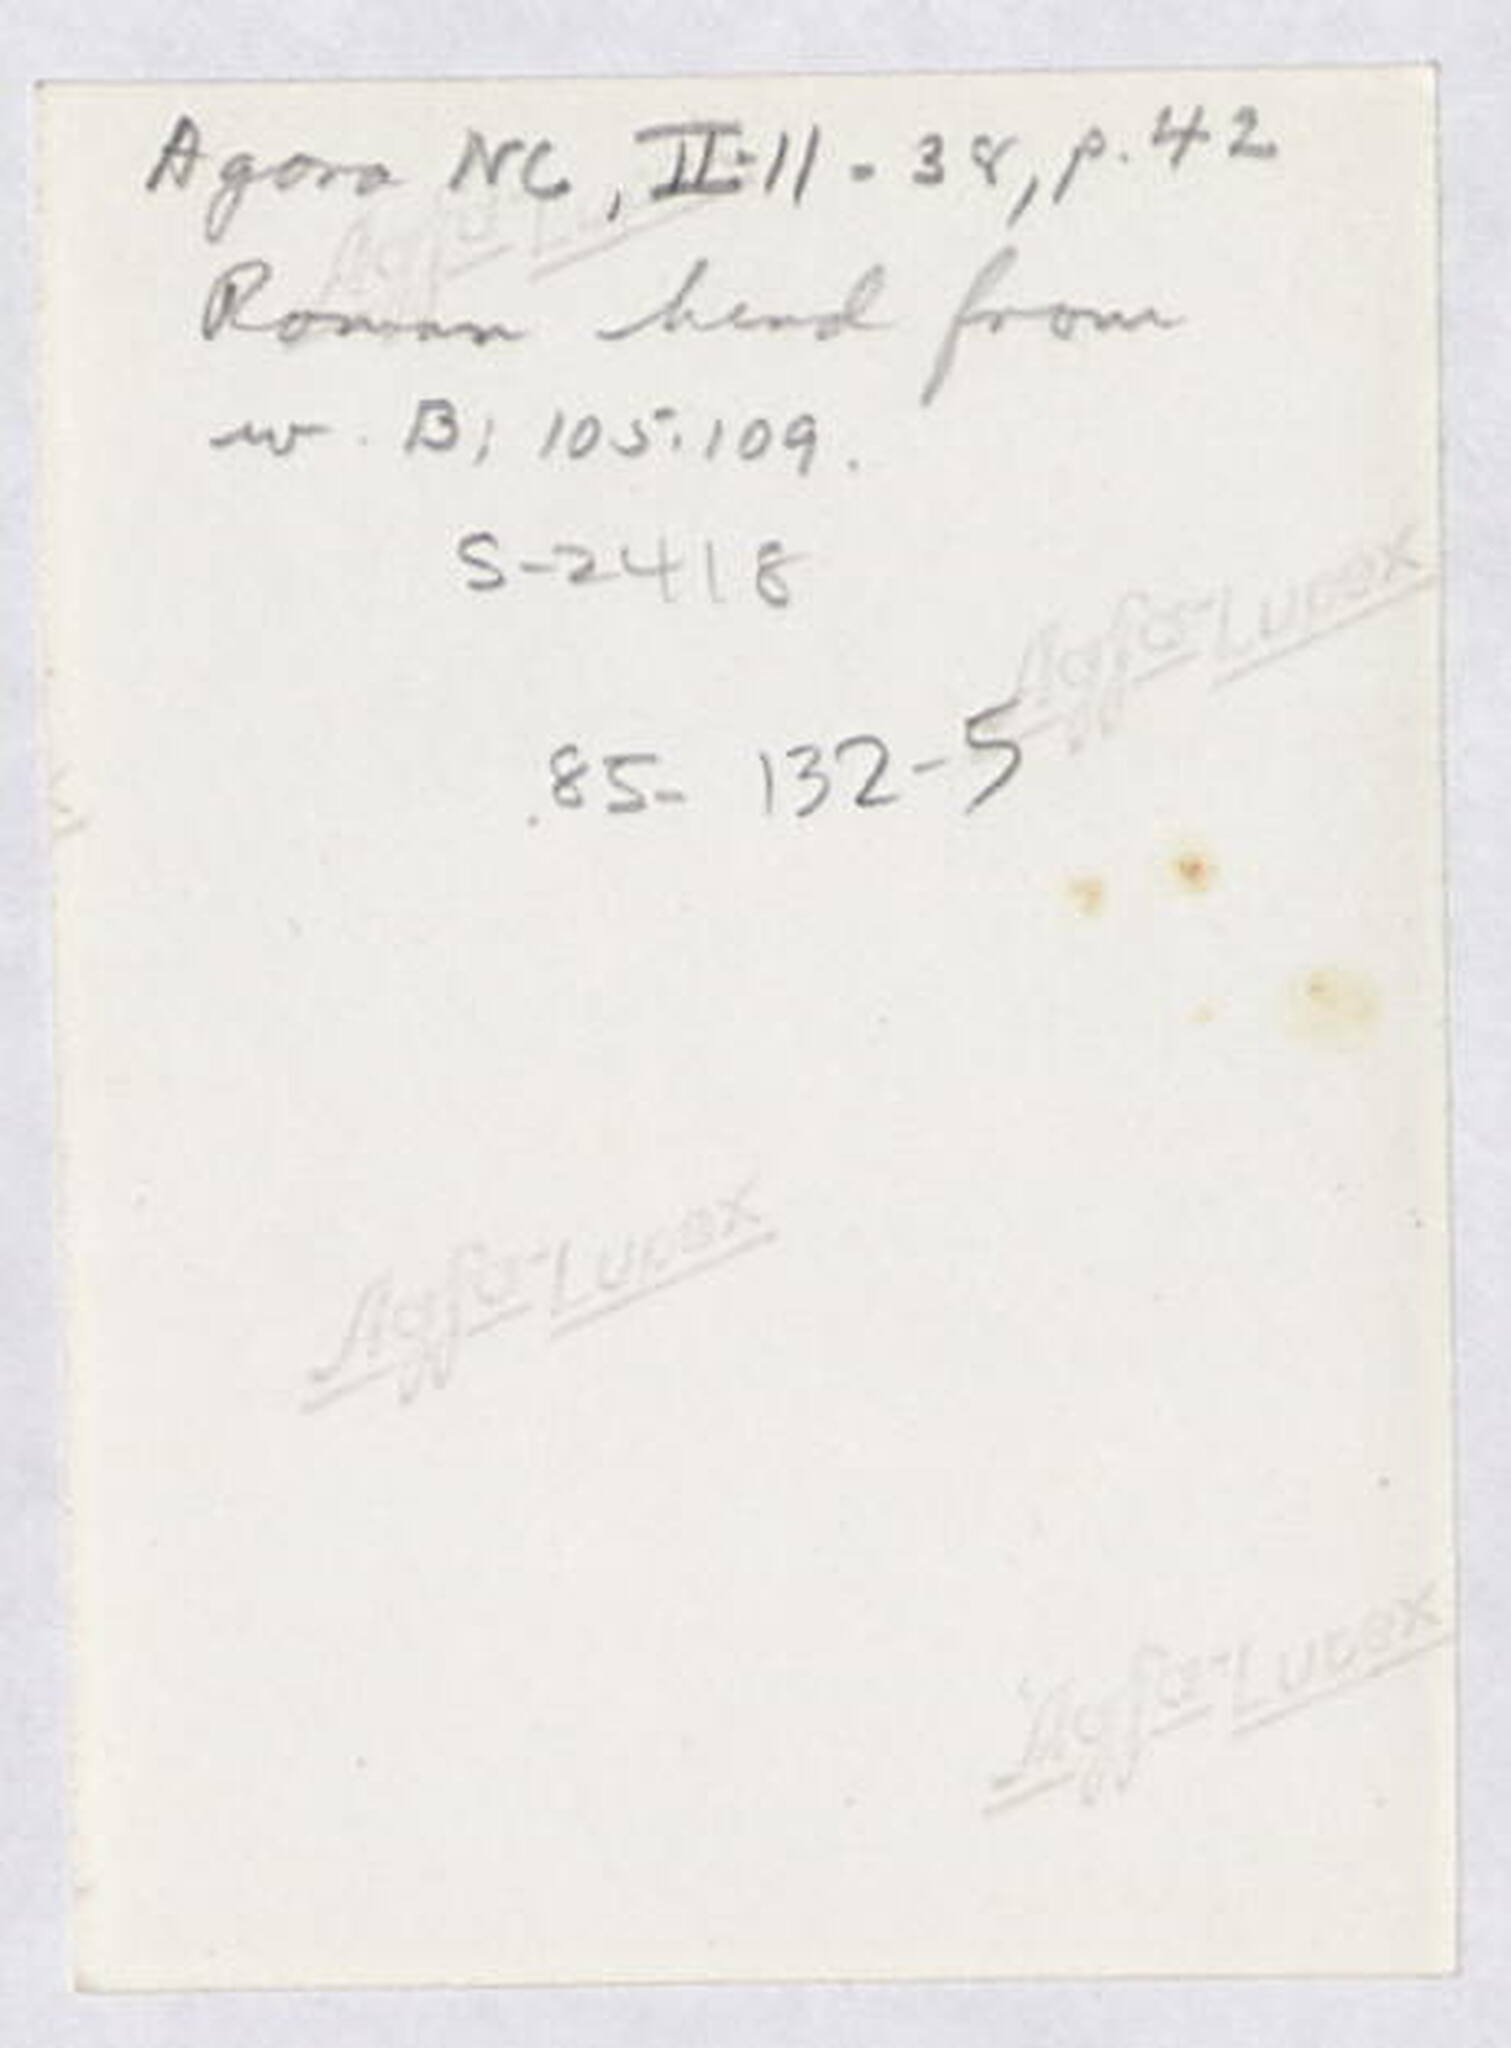 Agora NC, II-11-38, p. 42
Roman head from
w. B; 105:109.
S-2418
.85- 132-5
Agfa-Lupex
Agfa-Lupex
Agfa-Lupex